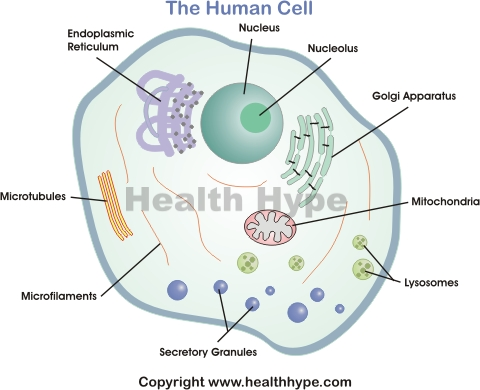 The Human Cell
Nucleus
Endoplasmic
Reticulum
Nucleolus
Golgi Apparatus
Microtubules
Health Hype
Mitochondria
Microfilaments
Lysosomes
Secretory Granules
Copyright www.healthhype.com